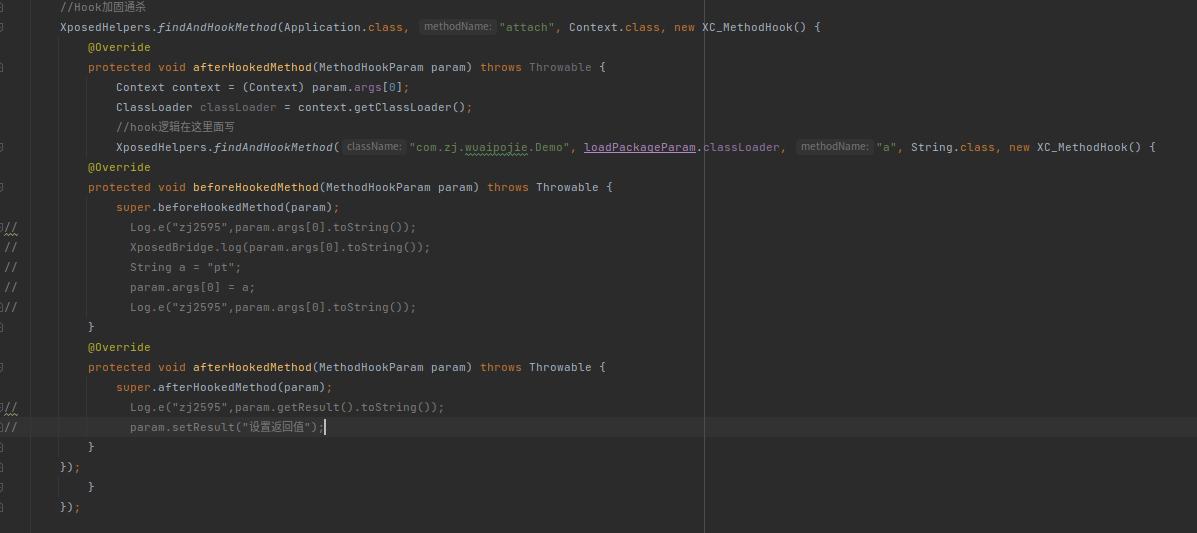 //Hook加固通杀
XposedHelpers.findAndHookMethod(Application.class, methodName: "attach", Context.class, new XC_MethodHook() {
@Override
protected void afterHookedMethod(MethodHookParam param) throws Throwable {
Context context = (Context) param.args[0];
ClassLoader classLoader = context.getClassLoader();
//hook逻辑在这里面写
XposedHelpers.findAndHookMethod( className: "com.zj.wuaipojie.Demo", loadPackageParam.classLoader, methodName: "a", String.class, new XC_MethodHook() {
@Override
protected void beforeHookedMethod(MethodHookParam param) throws Throwable {
super.beforeHookedMethod(param);
// Log.e("zj2595",param.args[0].toString());
// XposedBridge.log(param.args[0].toString());
// String a = "pt";
// param.args[0] = a;
// Log.e("zj2595",param.args[0].toString());
}
@Override
protected void afterHookedMethod(MethodHookParam param) throws Throwable {
super.afterHookedMethod(param);
// Log.e("zj2595",param.getResult().toString());
// param.setResult("设置返回值");
}
});
}
});